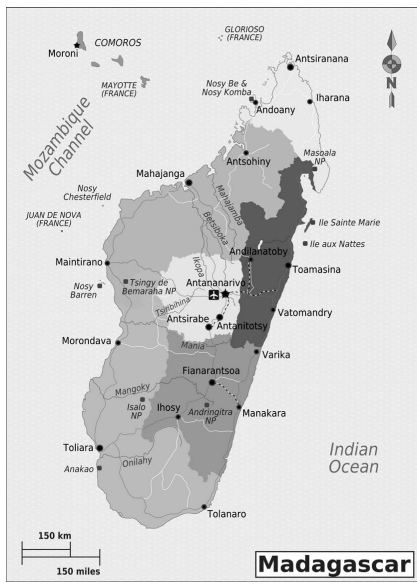 GLORIOSO
(FRANCE)
COMOROS
Moroni
Antsiranana
MAYOTTE
(FRANCE)
Nosy Be &
Nosy Komba
Andoany
Iharana
N
Mozambique
Channel
Antsohiny
Masoala
NP
Mahajanga
Mahajamba
Nosy
Chesterfield
Betsiboka
JUAN DE NOVA
(FRANCE)
Ile Sainte Marie
Ile aux Nattes
Andilanatoby
Maintirano
Ikopa
Toamasina
Antananarivo
Tsingy de
Bemaraha NP
Nosy
Barren
Tsiribihina
Vatomandry
Antsirabe
Antanitotsy
Morondava
Mania
Varika
Fianarantsoa
Mangoky
Isalo
NP
Ihosy
Andringitra
NP
Manakara
Toliara
Onilahy
Anakao
Indian
Ocean
Tolanaro
150 km
150 miles
Madagascar